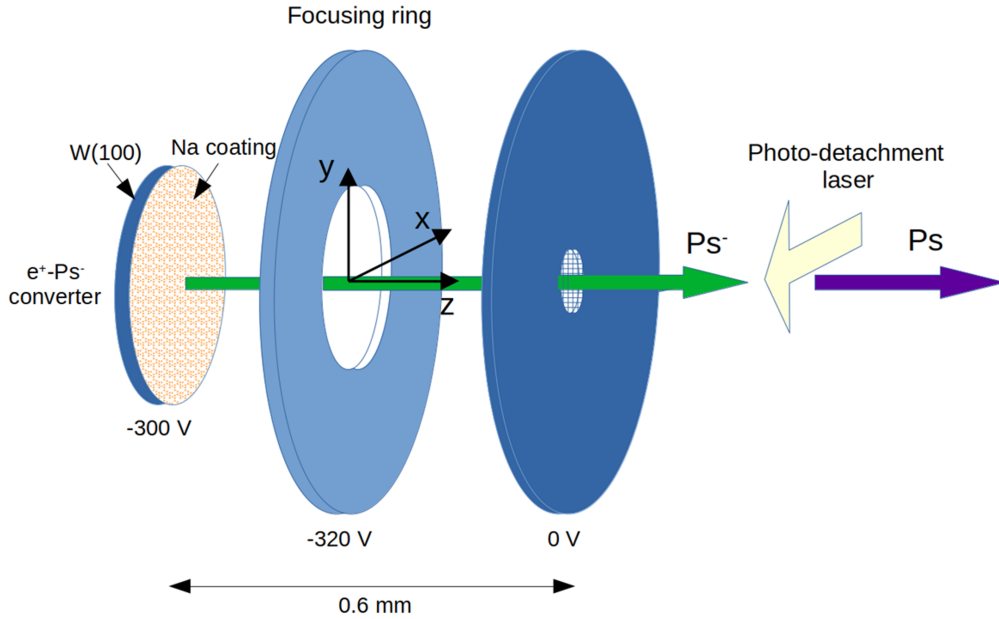 Focusing ring
W(100)
Na coating
Photo-detachment
laser
y
x
z
Ps⁻
Ps
e⁺-Ps⁻
converter
-300 V
-320 V
0 V
0.6 mm